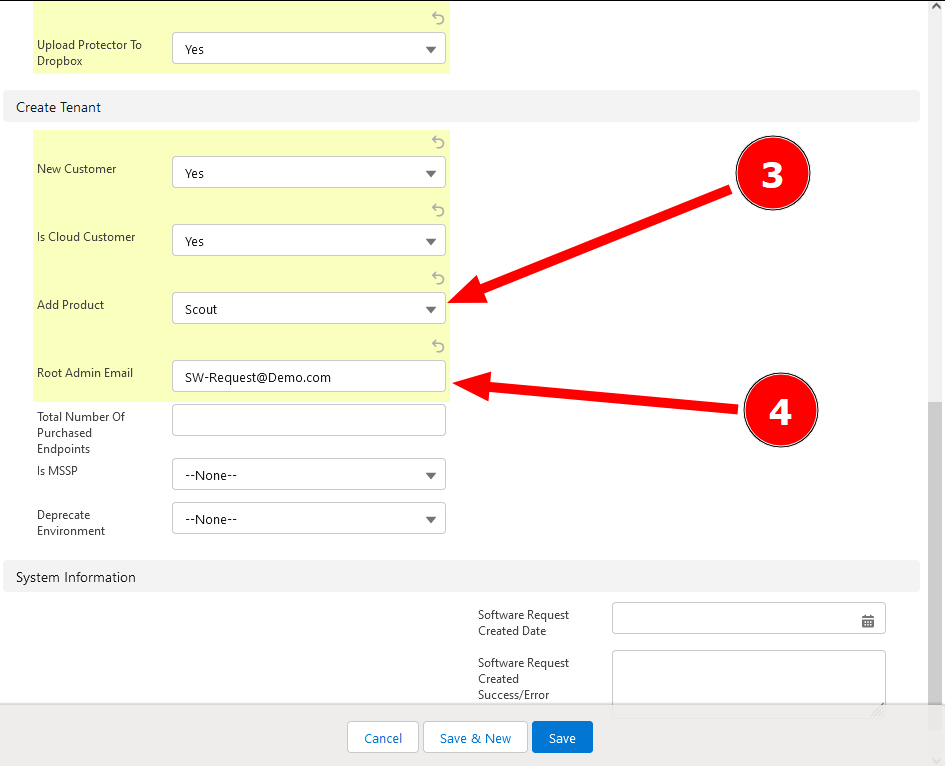 Upload Protector To
Dropbox
Yes
Create Tenant
New Customer
Yes
3
Is Cloud Customer
Yes
Add Product
Scout
Root Admin Email
SW-Request@Demo.com
4
Total Number Of
Purchased
Endpoints
Is MSSP
--None--
Deprecate
Environment
--None--
System Information
Software Request
Created Date
Software Request
Created
Success/Error
Cancel
Save & New
Save